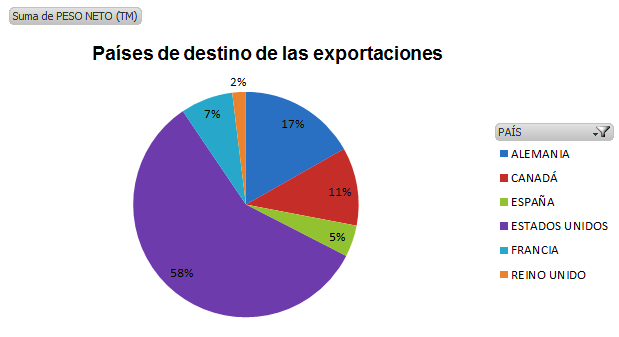 Suma de PESO NETO (TM)
Países de destino de las exportaciones
2%
7%
17%
11%
5%
58%
PAÍS
ALEMANIA
CANADÁ
ESPAÑA
ESTADOS UNIDOS
FRANCIA
REINO UNIDO